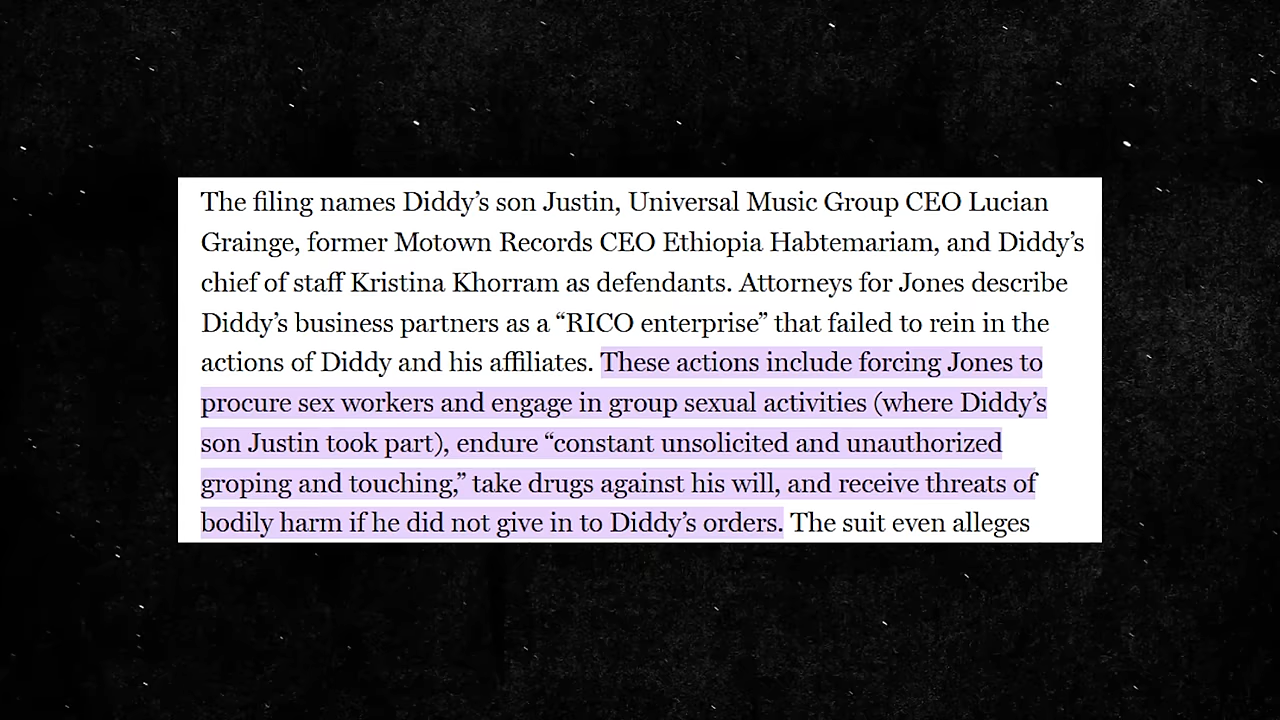 The filing names Diddy’s son Justin, Universal Music Group CEO Lucian
Grainge, former Motown Records CEO Ethiopia Habtemariam, and Diddy’s
chief of staff Kristina Khorram as defendants. Attorneys for Jones describe
Diddy’s business partners as a “RICO enterprise” that failed to rein in the
actions of Diddy and his affiliates. These actions include forcing Jones to
procure sex workers and engage in group sexual activities (where Diddy’s
son Justin took part), endure “constant unsolicited and unauthorized
groping and touching,” take drugs against his will, and receive threats of
bodily harm if he did not give in to Diddy’s orders. The suit even alleges